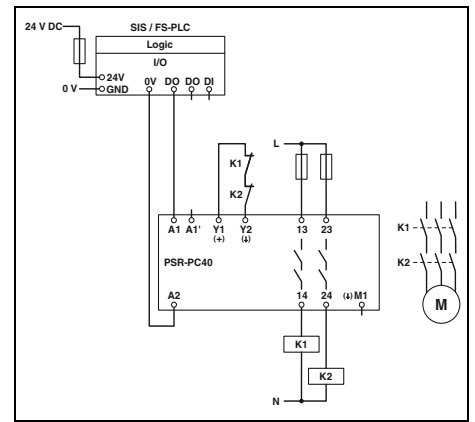 24 V DC
SIS / FS-PLC
Logic
I/O
24V
0 V
GND
0V DO DO DI
L
K1
K2
A1 A1' Y1 Y2 13 23
(+) (↓)
PSR-PC40
A2 14 24 (↓) M1
K1
K2
N
K1
K2
M